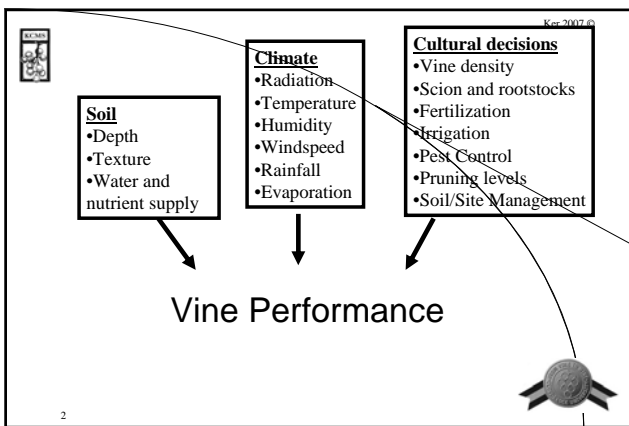 Ker 2007 ©
KCMS
Soil
•Depth
•Texture
•Water and
nutrient supply
Climate
•Radiation
•Temperature
•Humidity
•Windspeed
•Rainfall
•Evaporation
Cultural decisions
•Vine density
•Scion and rootstocks
•Fertilization
•Irrigation
•Pest Control
•Pruning levels
•Soil/Site Management
Vine Performance
2